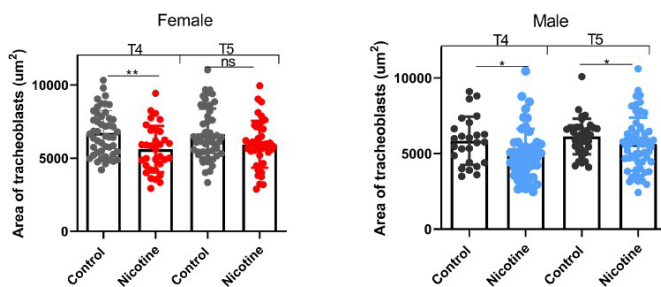 Female
T4 T5
** ns
Area of tracheoblasts (um²)
10000
5000
0
Control Nicotine Control Nicotine
Male
T4 T5
* *
Area of tracheoblasts (um²)
10000
5000
0
Control Nicotine Control Nicotine